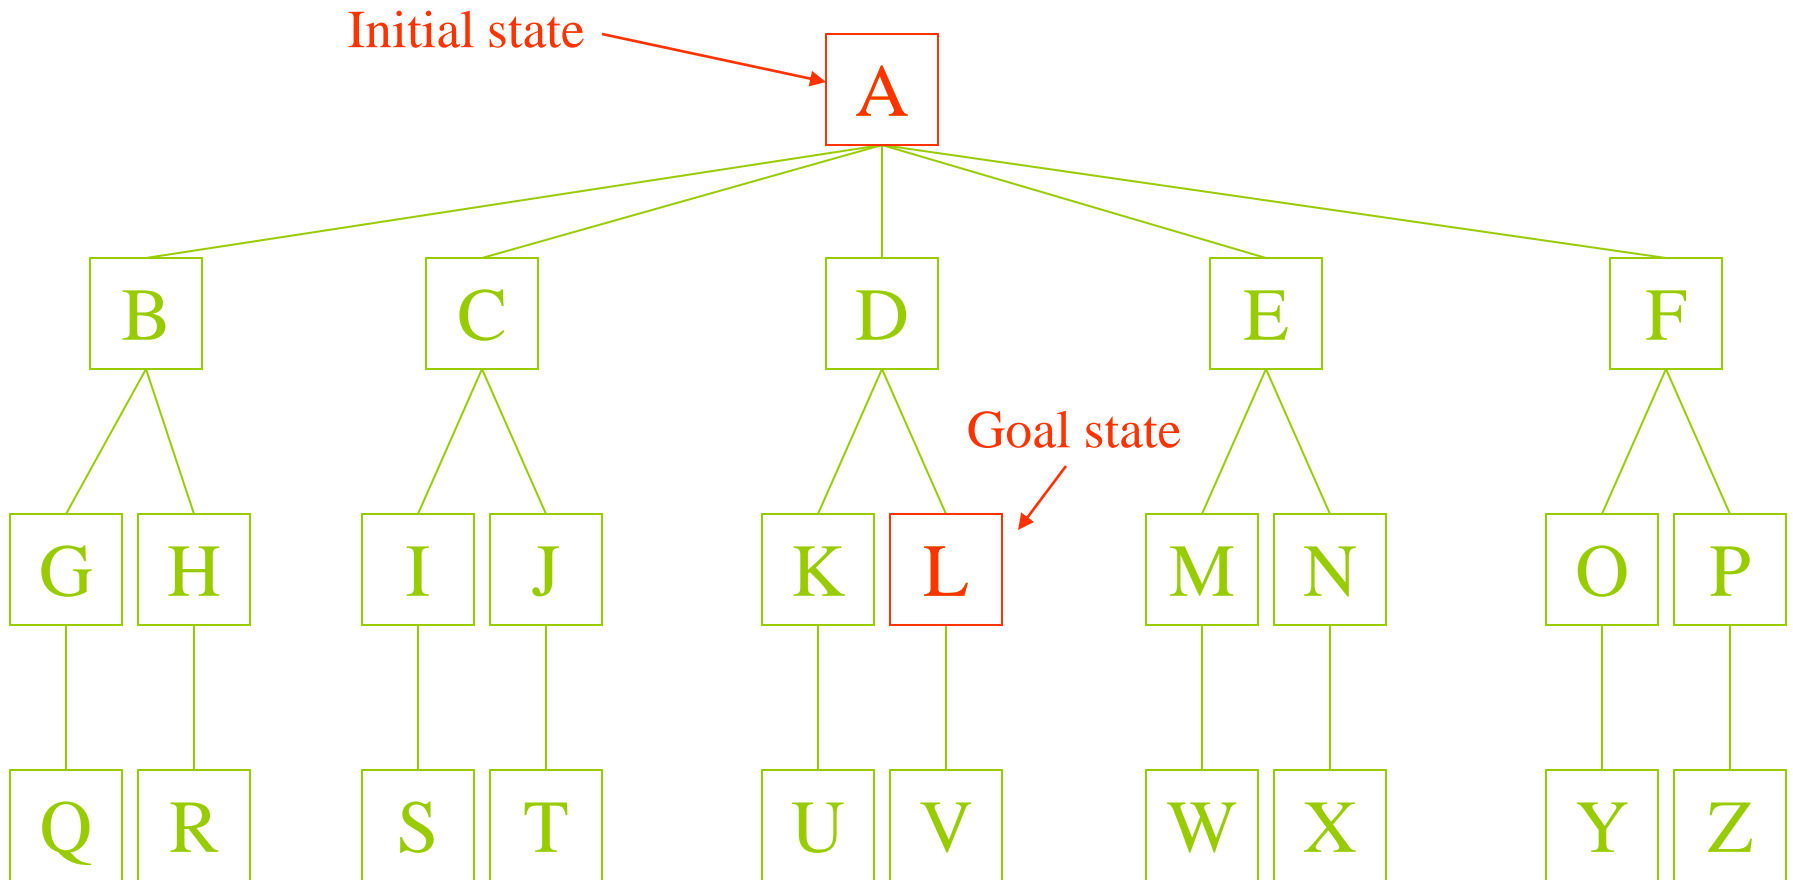 Initial state
A
B C D E F
Goal state
G H I J K L M N O P
Q R S T U V W X Y Z